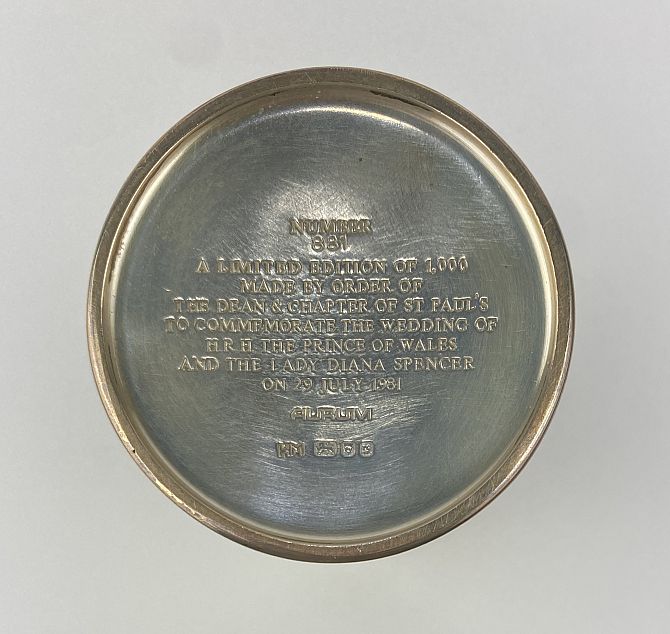 NUMBER
831
A LIMITED EDITION OF 1,000
MADE BY ORDER OF
THE DEAN & CHAPTER OF ST PAUL'S
TO COMMEMORATE THE WEDDING OF
H.R.H. THE PRINCE OF WALES
AND THE LADY DIANA SPENCER
ON 29 JULY 1981
AURUM